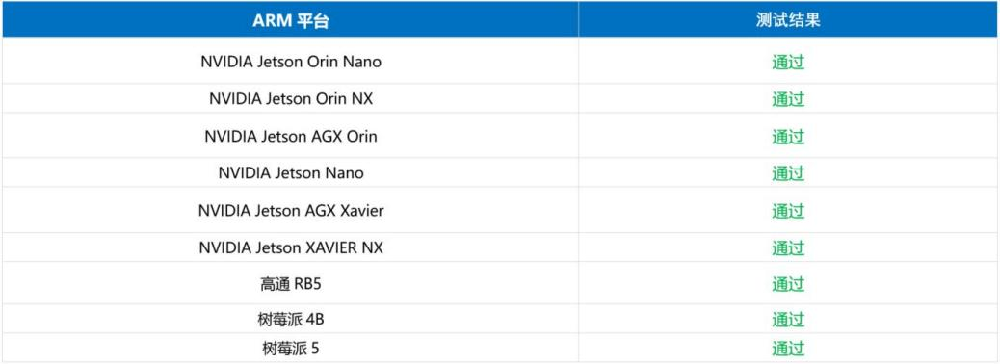 ARM 平台 测试结果
NVIDIA Jetson Orin Nano 通过
NVIDIA Jetson Orin NX 通过
NVIDIA Jetson AGX Orin 通过
NVIDIA Jetson Nano 通过
NVIDIA Jetson AGX Xavier 通过
NVIDIA Jetson XAVIER NX 通过
高通 RB5 通过
树莓派 4B 通过
树莓派 5 通过